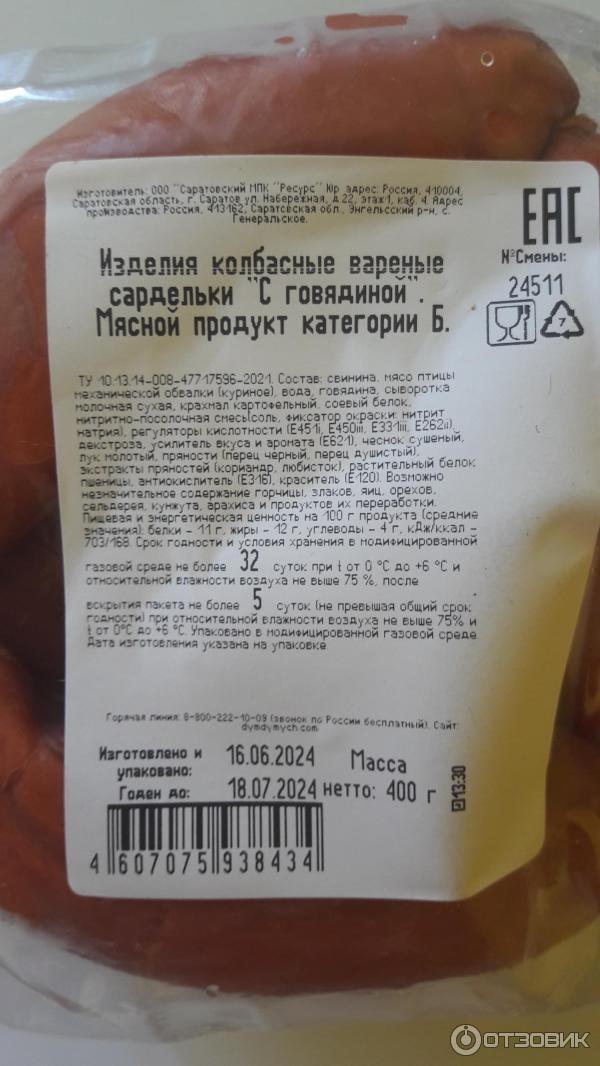 Изготовитель: ООО "Саратовский МПК "Ресурс" Юр. адрес: Россия, 410004,
Саратовская область, г. Саратов ул. Набережная, д.22, этаж1, каб. 4. Адрес
производства: Россия, 413162, Саратовская обл., Энгельсский р-н, с.
Генеральское.
EAC
№Смены:
24511
7
Изделия колбасные вареные
сардельки "С говядиной".
Мясной продукт категории Б.
ТУ 10.13.14-008-47717596-2021. Состав: свинина, мясо птицы
механической обвалки (куриное), вода, говядина, сыворотка
молочная сухая, крахмал картофельный, соевый белок,
нитритно-посолочная смесь(соль, фиксатор окраски: нитрит
натрия), регуляторы кислотности (Е451i, Е450iii, Е331iii, Е262ii),
декстроза, усилитель вкуса и аромата (Е621), чеснок сушеный,
лук молотый, пряности (перец черный, перец душистый),
экстракты пряностей (кориандр, любисток), растительный белок
пшеницы, антиокислитель (Е316), краситель (Е120). Возможно
незначительное содержание горчицы, злаков, яиц, орехов,
сельдерея, кунжута, арахиса и продуктов их переработки.
Пищевая и энергетическая ценность на 100 г продукта (средние
значения): белки - 11 г, жиры - 12 г, углеводы - 4 г, кДж/ккал -
703/168. Срок годности и условия хранения в модифицированной
газовой среде не более 32 суток при t от 0 °С до +6 °С и
относительной влажности воздуха не выше 75 %, после
вскрытия пакета не более 5 суток (не превышая общий срок
годности) при относительной влажности воздуха не выше 75% и
t от 0°С до +6 °С. Упаковано в модифицированной газовой среде.
Дата изготовления указана на упаковке.
Горячая линия: 8-800-222-10-09 (звонок по России бесплатный). Сайт:
dymdymych.com
Изготовлено и упаковано: 16.06.2024
Годен до: 18.07.2024
Масса нетто: 400 г
13:30
4 607075 938434
ОТЗОВИК